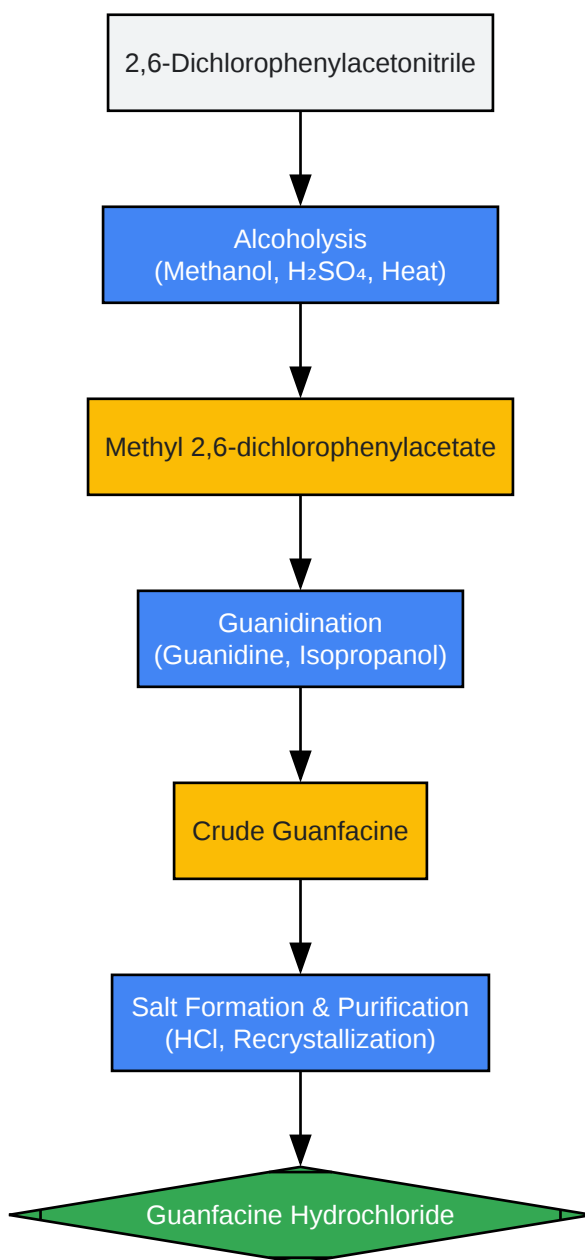 2,6-Dichlorophenylacetonitrile
Alcoholysis
(Methanol, H₂SO₄, Heat)
Methyl 2,6-dichlorophenylacetate
Guanidination
(Guanidine, Isopropanol)
Crude Guanfacine
Salt Formation & Purification
(HCl, Recrystallization)
Guanfacine Hydrochloride